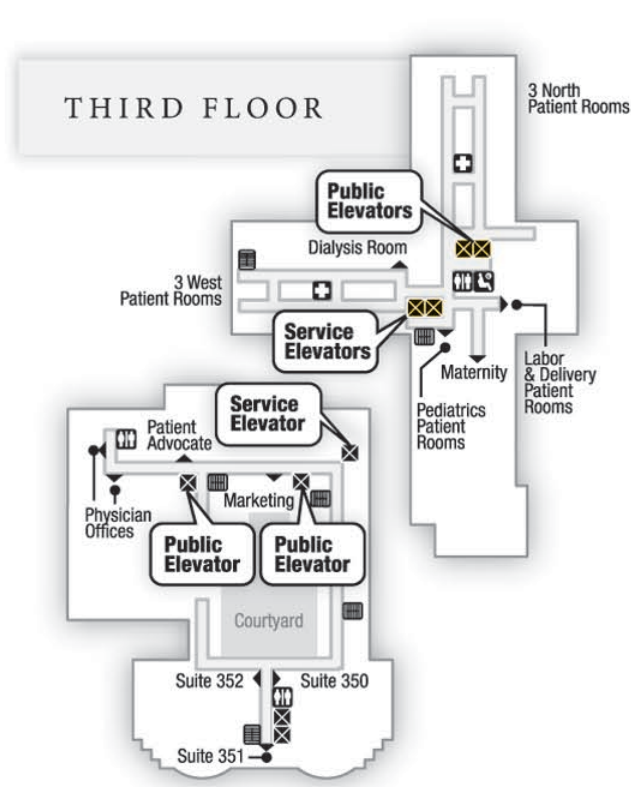 THIRD FLOOR
3 North
Patient Rooms
Public
Elevators
Dialysis Room
3 West
Patient Rooms
Service
Elevators
Labor
& Delivery
Patient
Rooms
Maternity
Pediatrics
Patient
Rooms
Service
Elevator
Patient
Advocate
Marketing
Physician
Offices
Public
Elevator
Public
Elevator
Courtyard
Suite 352
Suite 350
Suite 351